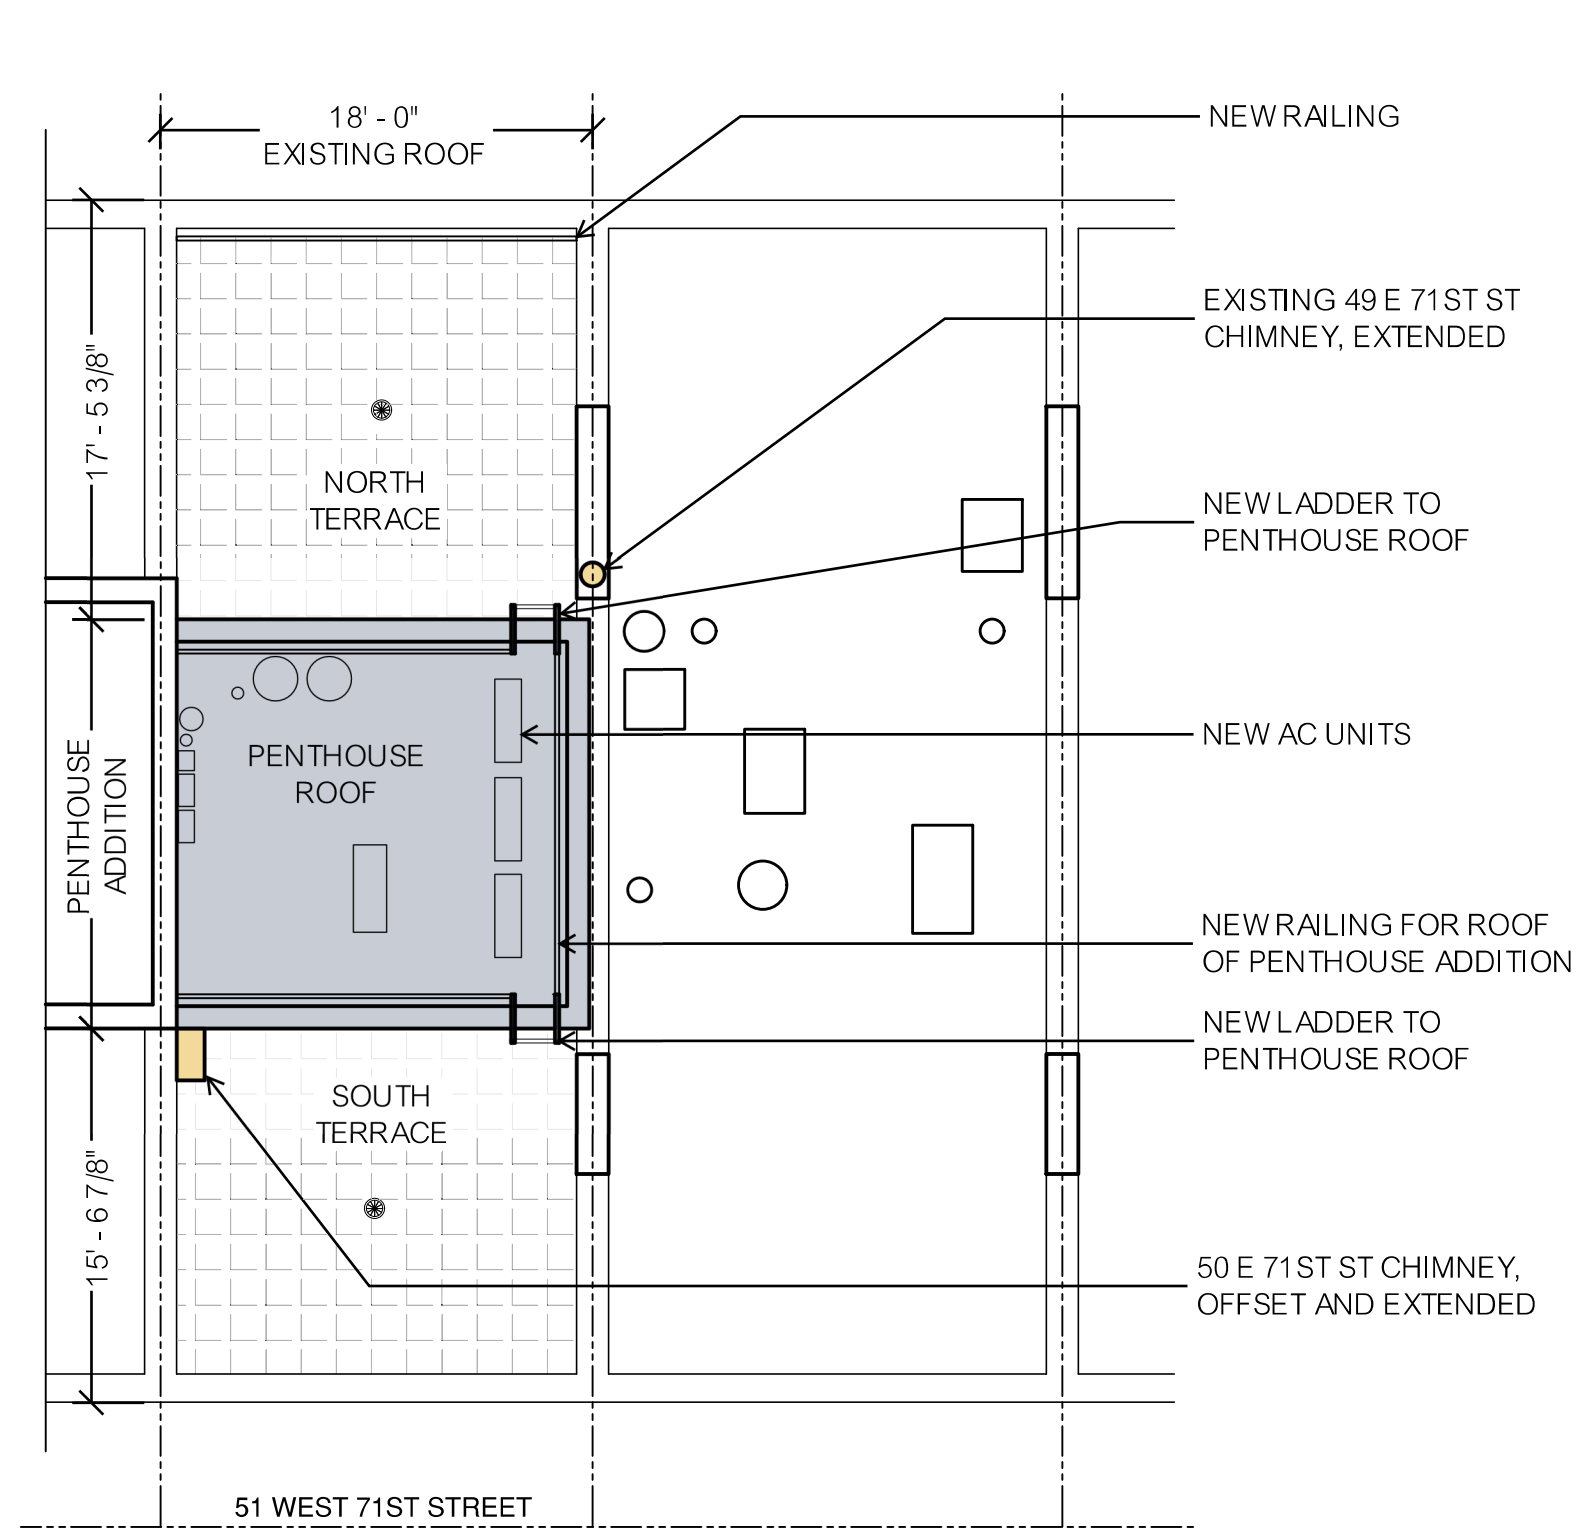 18' - 0"
EXISTING ROOF
NEW RAILING
EXISTING 49 E 71ST ST
CHIMNEY, EXTENDED
17' - 5 3/8"
NORTH
TERRACE
NEW LADDER TO
PENTHOUSE ROOF
NEW AC UNITS
PENTHOUSE
ROOF
PENTHOUSE
ADDITION
NEW RAILING FOR ROOF
OF PENTHOUSE ADDITION
NEW LADDER TO
PENTHOUSE ROOF
SOUTH
TERRACE
15' - 6 7/8"
50 E 71ST ST CHIMNEY,
OFFSET AND EXTENDED
51 WEST 71ST STREET